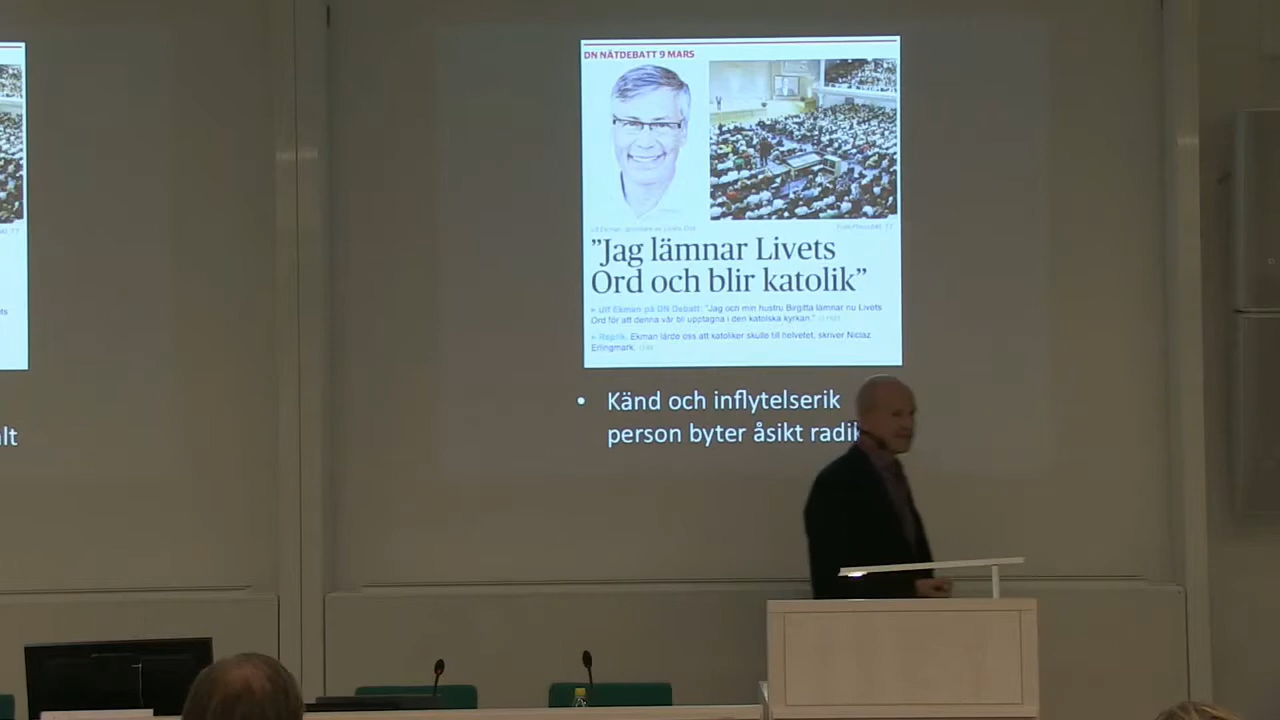 DN NÄTDEBATT 9 MARS
"Jag lämnar Livets
Ord och blir katolik"
Ulf Ekman på DN Debatt: "Jag och min hustru Birgitta lämnar nu Livets
Ord för att denna vår bli upptagna i den katolska kyrkan."
Replik: Ekman lärde oss att katoliker skulle till helvetet, skriver Niclaz
Erlingmark.
• Känd och inflytelserik
person byter åsikt radik